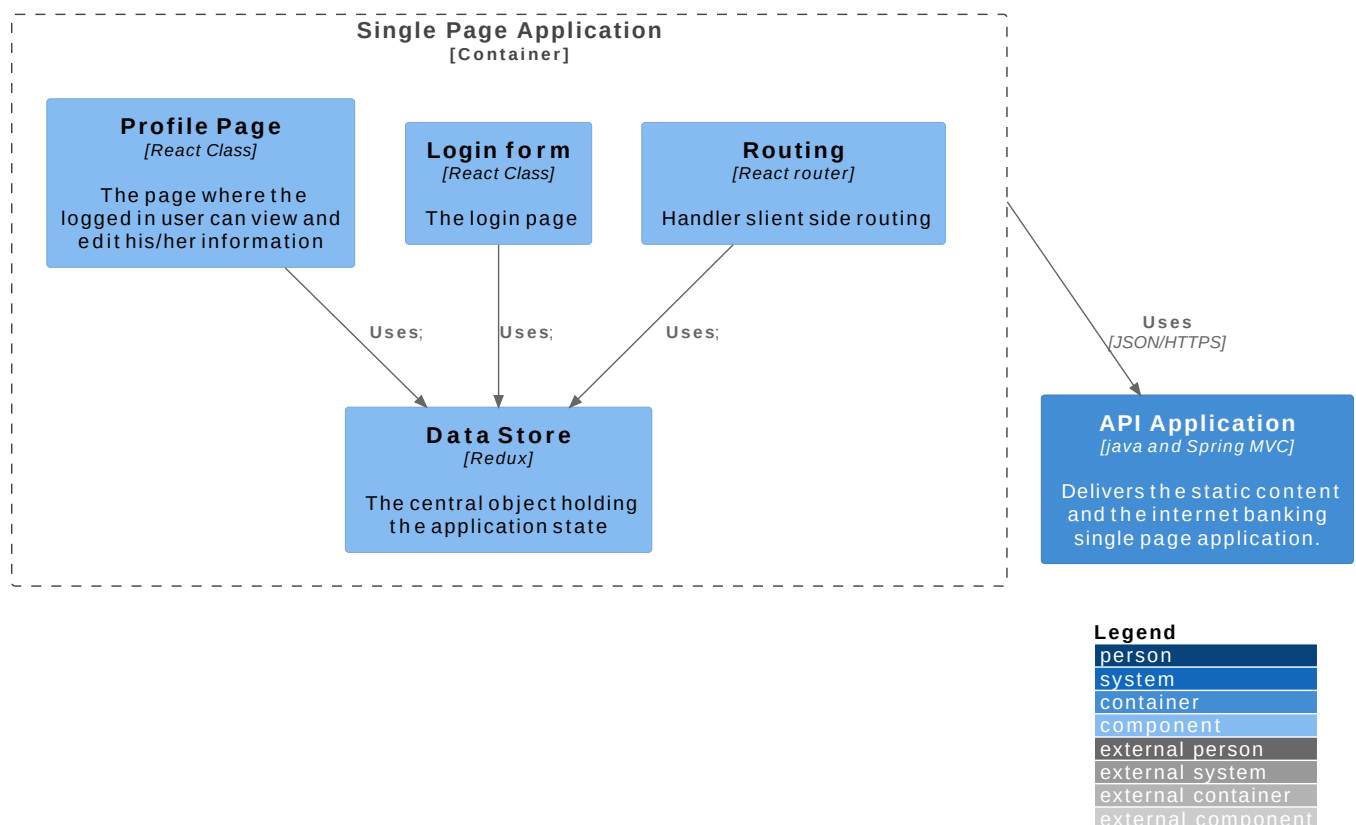 Single Page Application
[Container]
Profile Page
[React Class]
The page where the
logged in user can view and
edit his/her information
Login form
[React Class]
The login page
Routing
[React router]
Handler slient side routing
Uses;
Uses;
Uses;
Uses
[JSON/HTTPS]
Data Store
[Redux]
The central object holding
the application state
API Application
[java and Spring MVC]
Delivers the static content
and the internet banking
single page application.
Legend
person
system
container
component
external person
external system
external container
external component